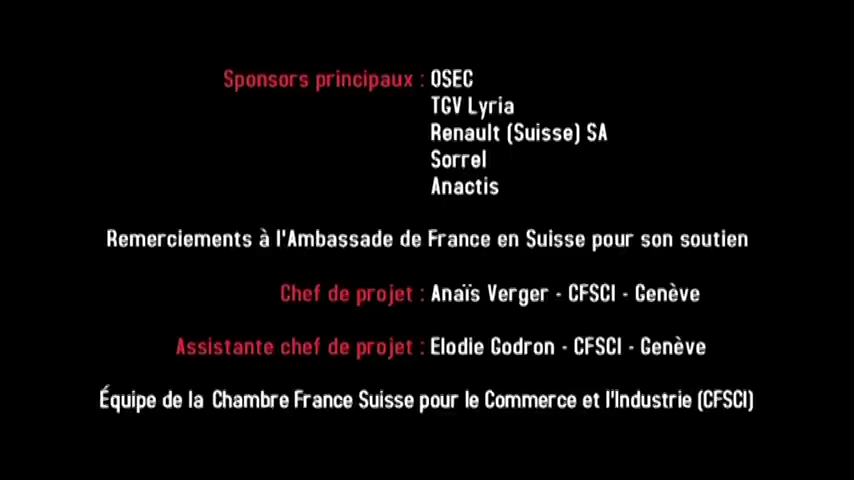 Sponsors principaux : OSEC
TGV Lyria
Renault (Suisse) SA
Sorrel
Anactis
Remerciements à l'Ambassade de France en Suisse pour son soutien
Chef de projet : Anaïs Verger - CFSCI - Genève
Assistante chef de projet : Elodie Godron - CFSCI - Genève
Équipe de la Chambre France Suisse pour le Commerce et l'Industrie (CFSCI)